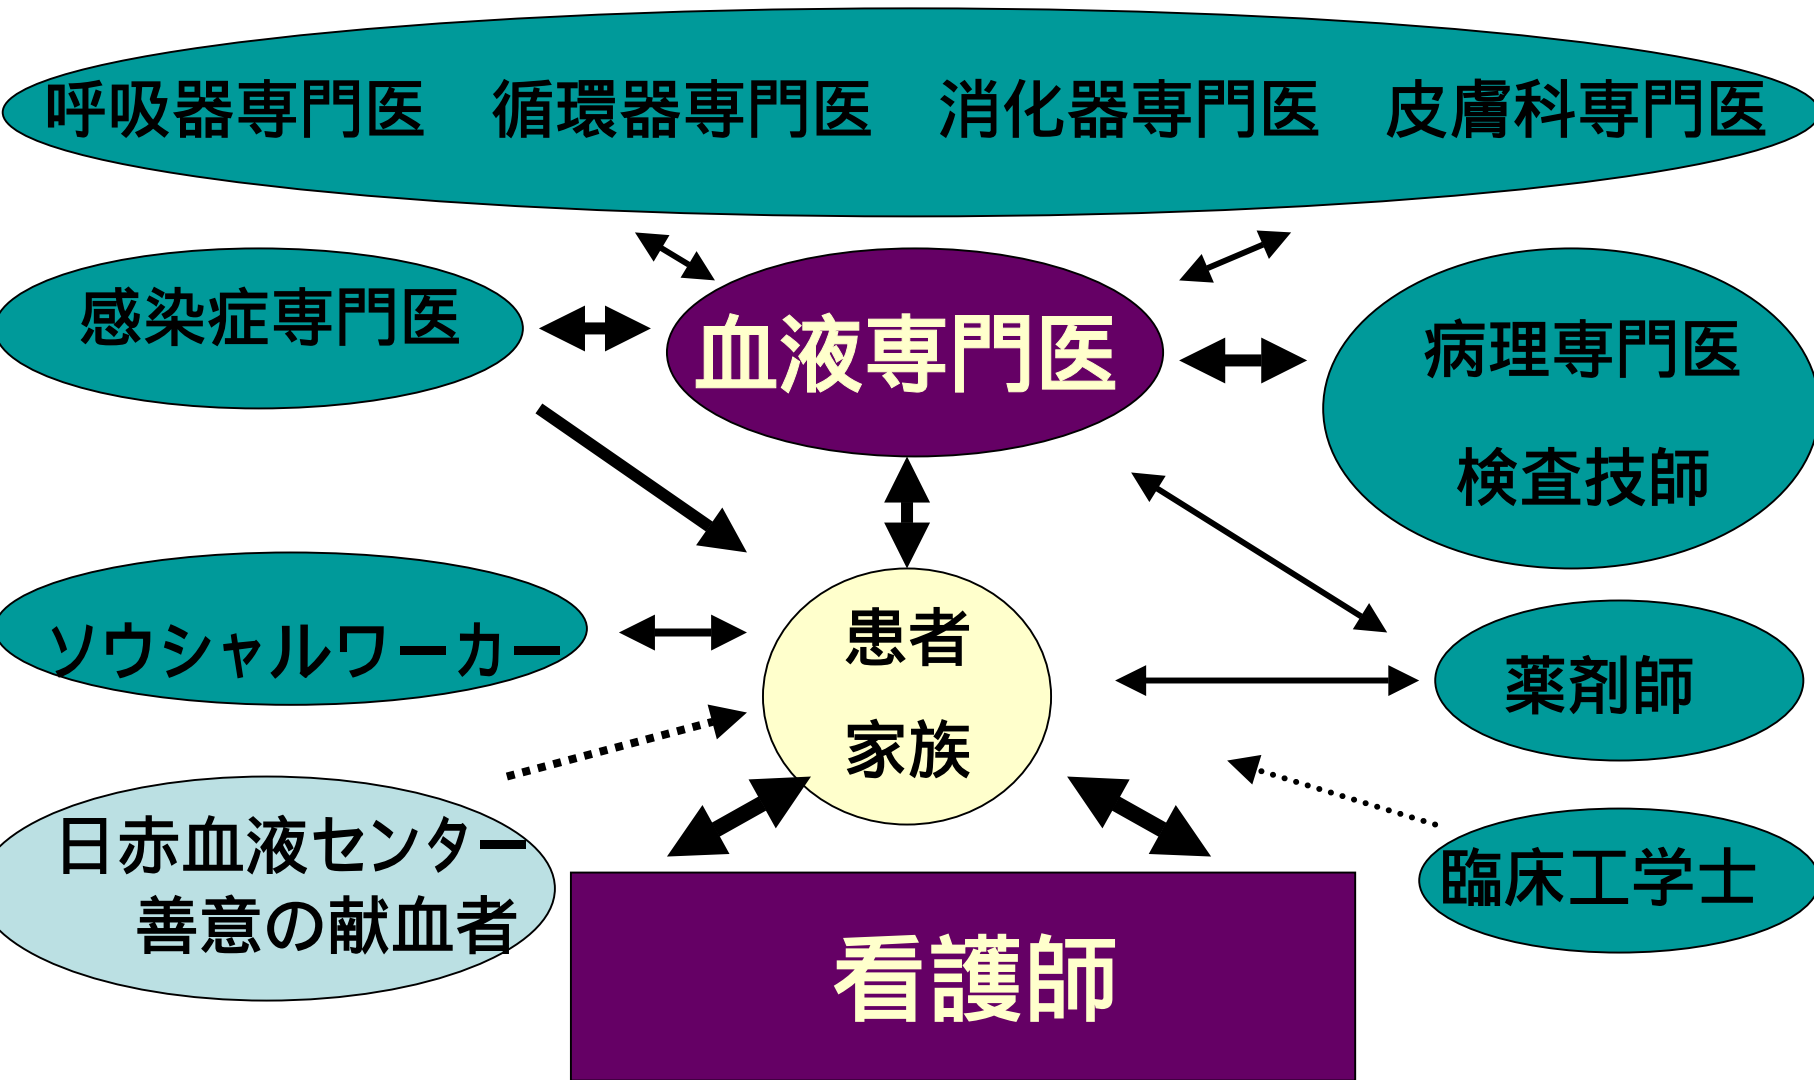 呼吸器専門医　循環器専門医　消化器専門医　皮膚科専門医
感染症専門医
血液専門医
病理専門医
検査技師
ソウシャルワーカー
患者
家族
薬剤師
日赤血液センター
善意の献血者
臨床工学士
看護師